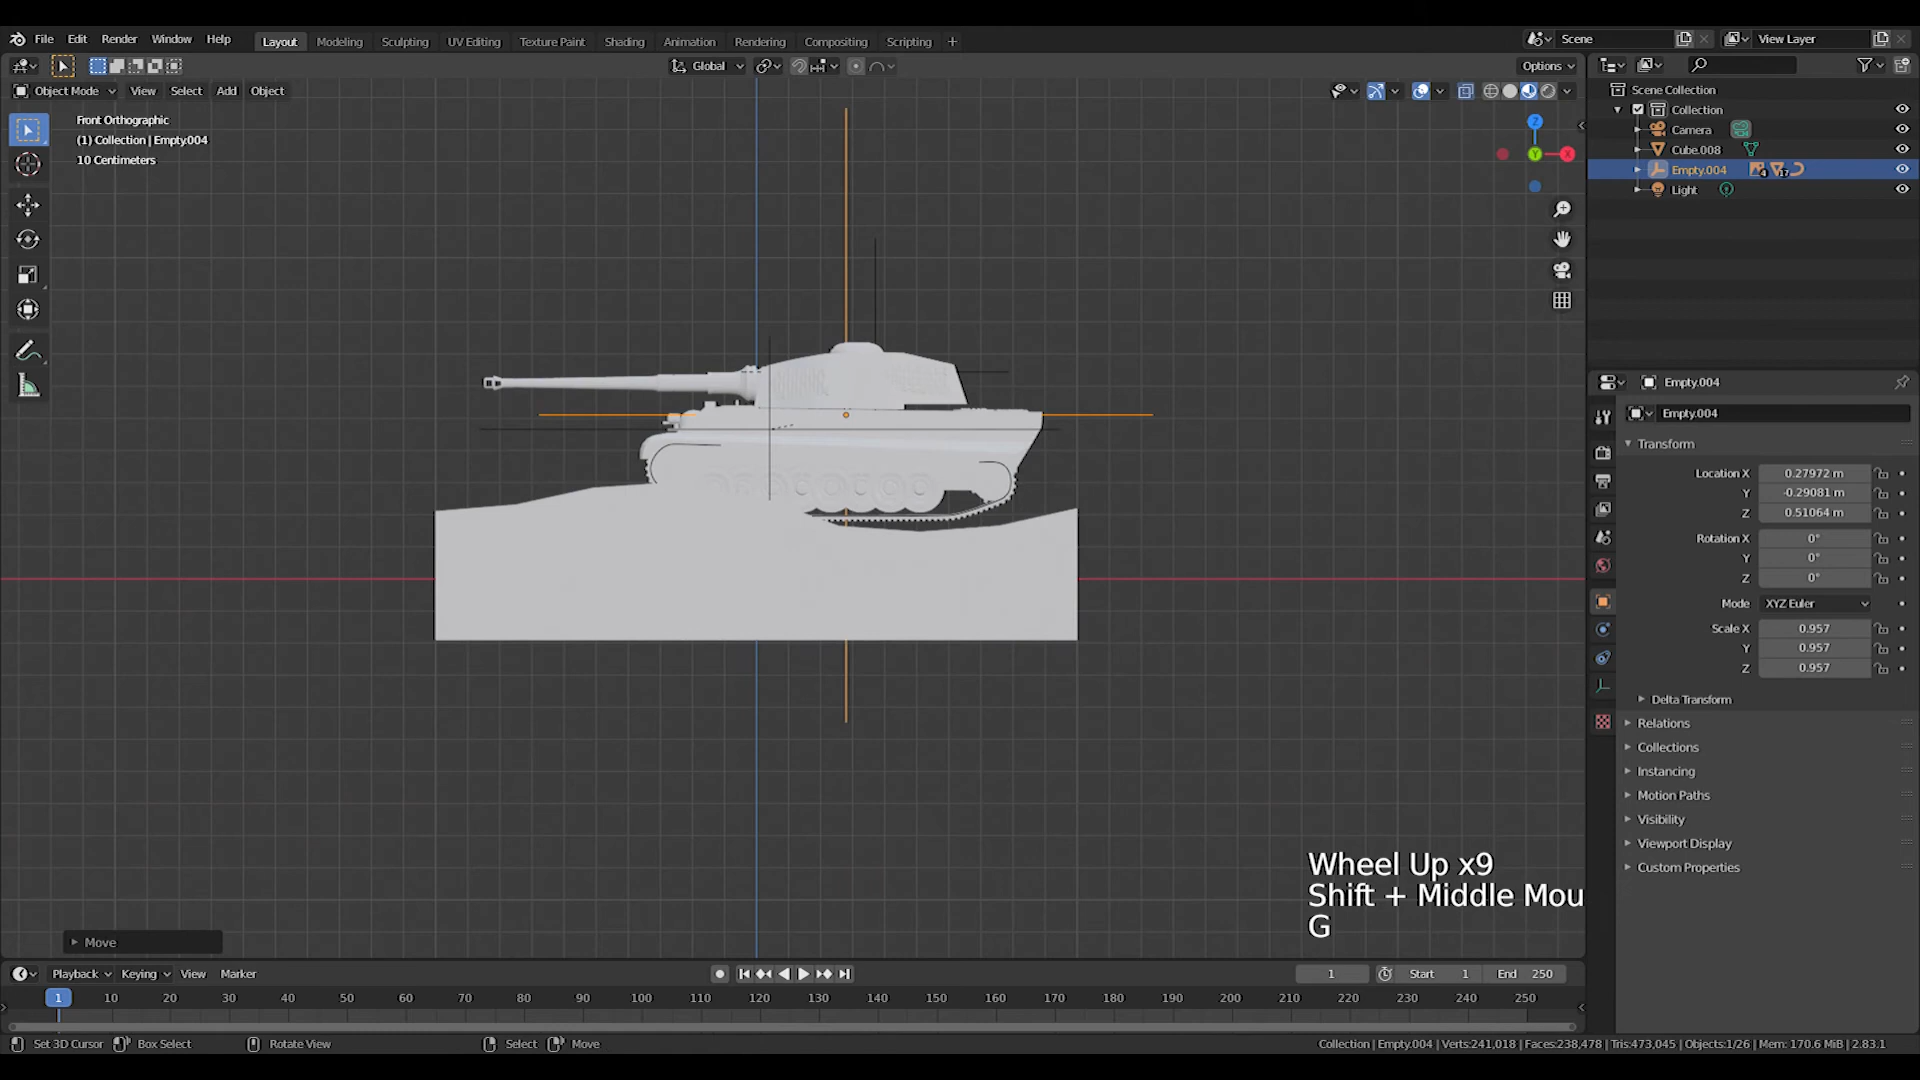 File Edit Render Window Help Layout Modeling Sculpting UV Editing Texture Paint Shading Animation Rendering Compositing Scripting + Scene View Layer
Global Options
Object Mode View Select Add Object
Front Orthographic
(1) Collection | Empty.004
10 Centimeters
Z
X
Y
Scene Collection
Collection
Camera
Cube.008
Empty.004 4 17
Light
Empty.004
Empty.004
Transform
Location X 0.27972 m
Y -0.29081 m
Z 0.51064 m
Rotation X 0°
Y 0°
Z 0°
Mode XYZ Euler
Scale X 0.957
Y 0.957
Z 0.957
Delta Transform
Relations
Collections
Instancing
Motion Paths
Visibility
Viewport Display
Custom Properties
Wheel Up x9
Shift + Middle Mou
G
Move
Playback Keying View Marker 1 Start 1 End 250
1 10 20 30 40 50 60 70 80 90 100 110 120 130 140 150 160 170 180 190 200 210 220 230 240 250
Set 3D Cursor Box Select Rotate View Select Move Collection | Empty.004 | Verts:241,018 | Faces:238,478 | Tris:473,045 | Objects:1/26 | Mem: 170.6 MiB | 2.83.1